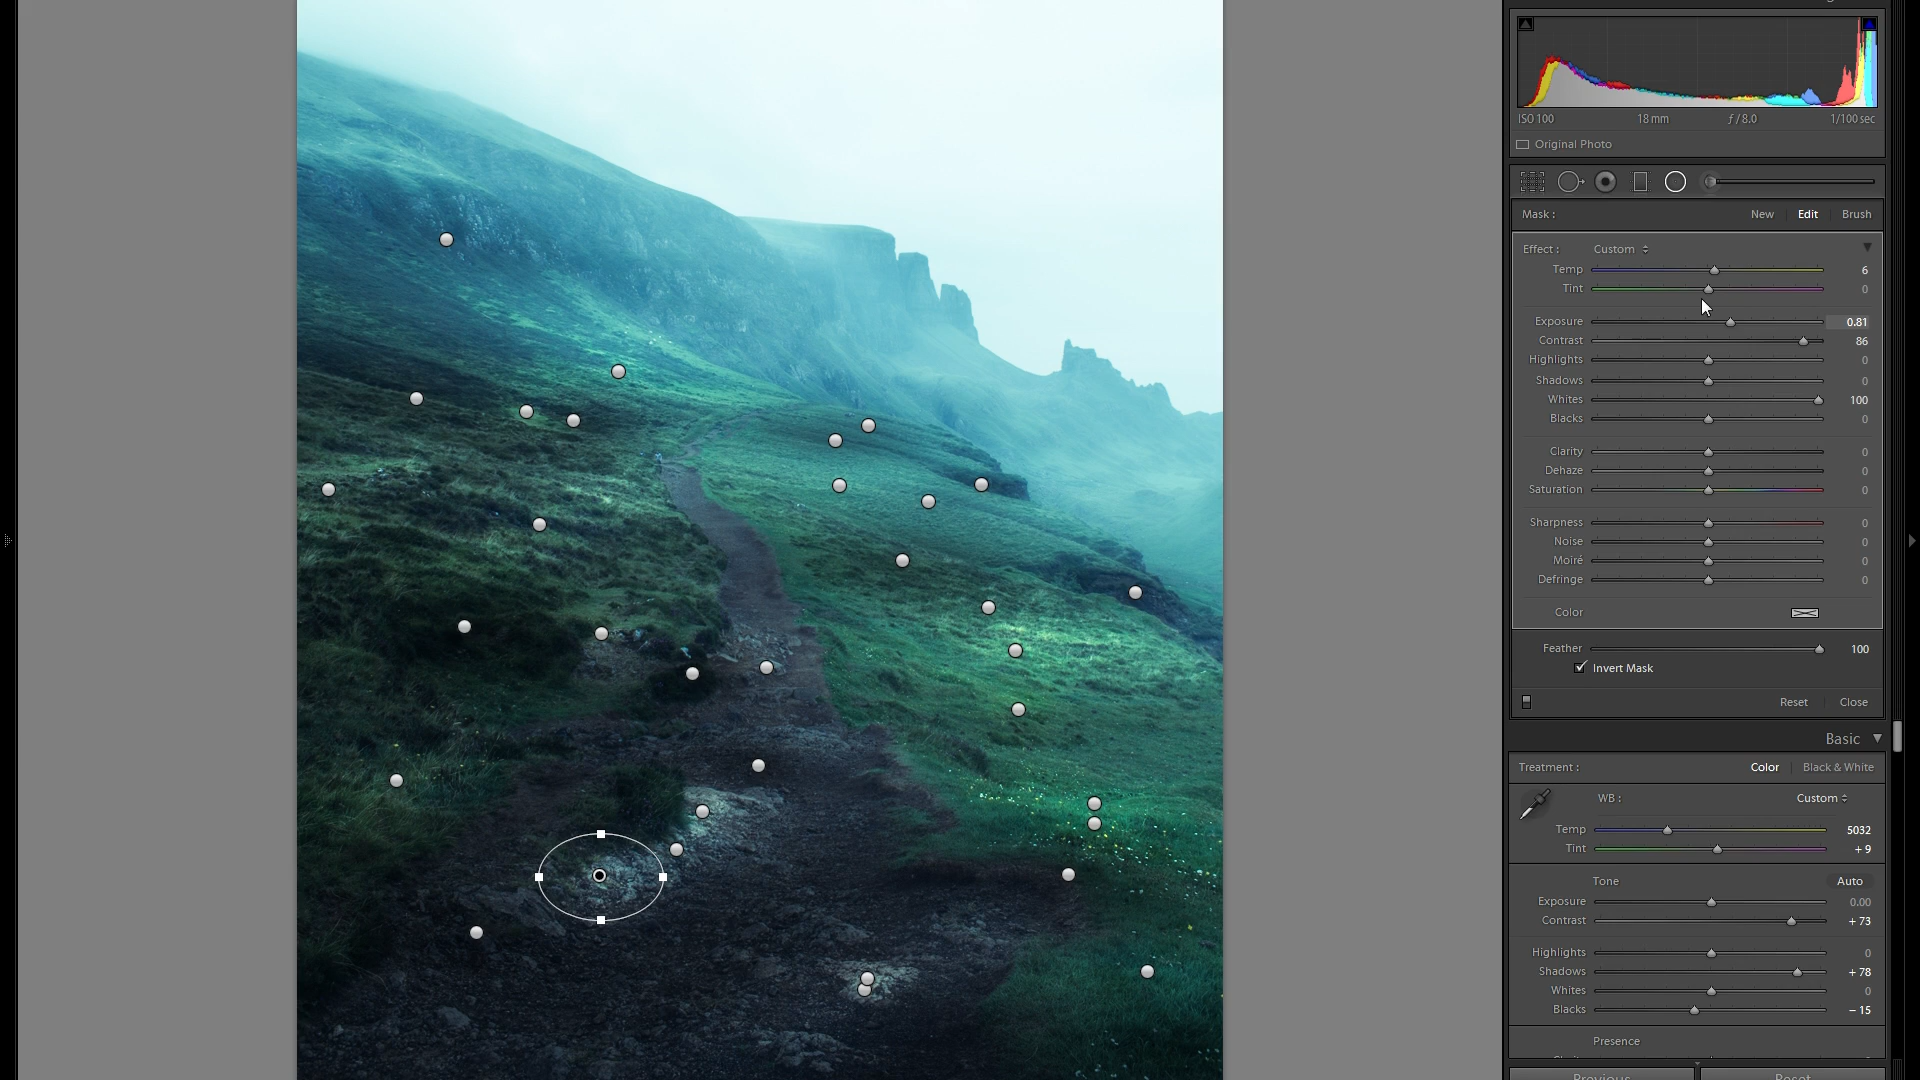 ISO 100 18 mm ƒ / 8.0 1/100 sec
Original Photo
Mask : New Edit Brush
Effect : Custom
Temp 6
Tint 0
Exposure 0.81
Contrast 86
Highlights 0
Shadows 0
Whites 100
Blacks 0
Clarity 0
Dehaze 0
Saturation 0
Sharpness 0
Noise 0
Moiré 0
Defringe 0
Color
Feather 100
Invert Mask
Reset Close
Basic
Treatment : Color Black & White
WB : Custom
Temp 5032
Tint + 9
Tone Auto
Exposure 0.00
Contrast + 73
Highlights 0
Shadows + 78
Whites 0
Blacks – 15
Presence
Previous Reset